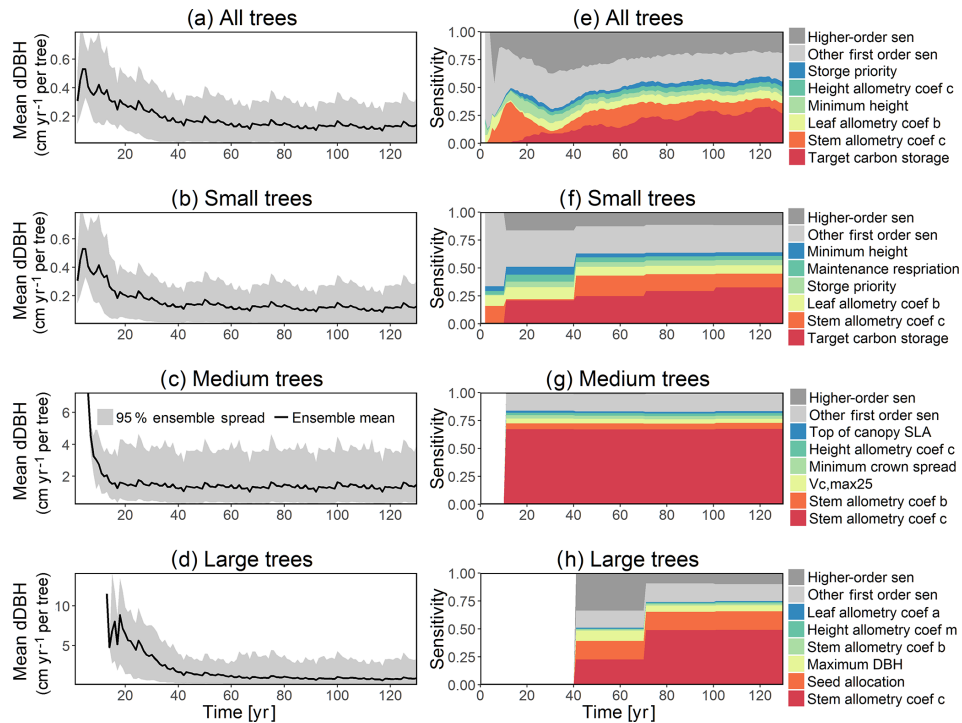 (a) All trees
Mean dDBH
(cm yr⁻¹ per tree)
0.6
0.4
0.2
20 40 60 80 100 120
(e) All trees
Sensitivity
1.00
0.75
0.50
0.25
0.00
0 20 40 60 80 100 120
Higher-order sen
Other first order sen
Storge priority
Height allometry coef c
Minimum height
Leaf allometry coef b
Stem allometry coef c
Target carbon storage
(b) Small trees
Mean dDBH
(cm yr⁻¹ per tree)
0.6
0.4
0.2
20 40 60 80 100 120
(f) Small trees
Sensitivity
1.00
0.75
0.50
0.25
0.00
0 20 40 60 80 100 120
Higher-order sen
Other first order sen
Minimum height
Maintenance respriation
Storge priority
Leaf allometry coef b
Stem allometry coef c
Target carbon storage
(c) Medium trees
Mean dDBH
(cm yr⁻¹ per tree)
6
4
2
95 % ensemble spread
Ensemble mean
20 40 60 80 100 120
(g) Medium trees
Sensitivity
1.00
0.75
0.50
0.25
0.00
0 20 40 60 80 100 120
Higher-order sen
Other first order sen
Top of canopy SLA
Height allometry coef c
Minimum crown spread
Vc,max25
Stem allometry coef b
Stem allometry coef c
(d) Large trees
Mean dDBH
(cm yr⁻¹ per tree)
10
5
20 40 60 80 100 120
Time [yr]
(h) Large trees
Sensitivity
1.00
0.75
0.50
0.25
0.00
0 20 40 60 80 100 120
Time [yr]
Higher-order sen
Other first order sen
Leaf allometry coef a
Height allometry coef m
Stem allometry coef b
Maximum DBH
Seed allocation
Stem allometry coef c